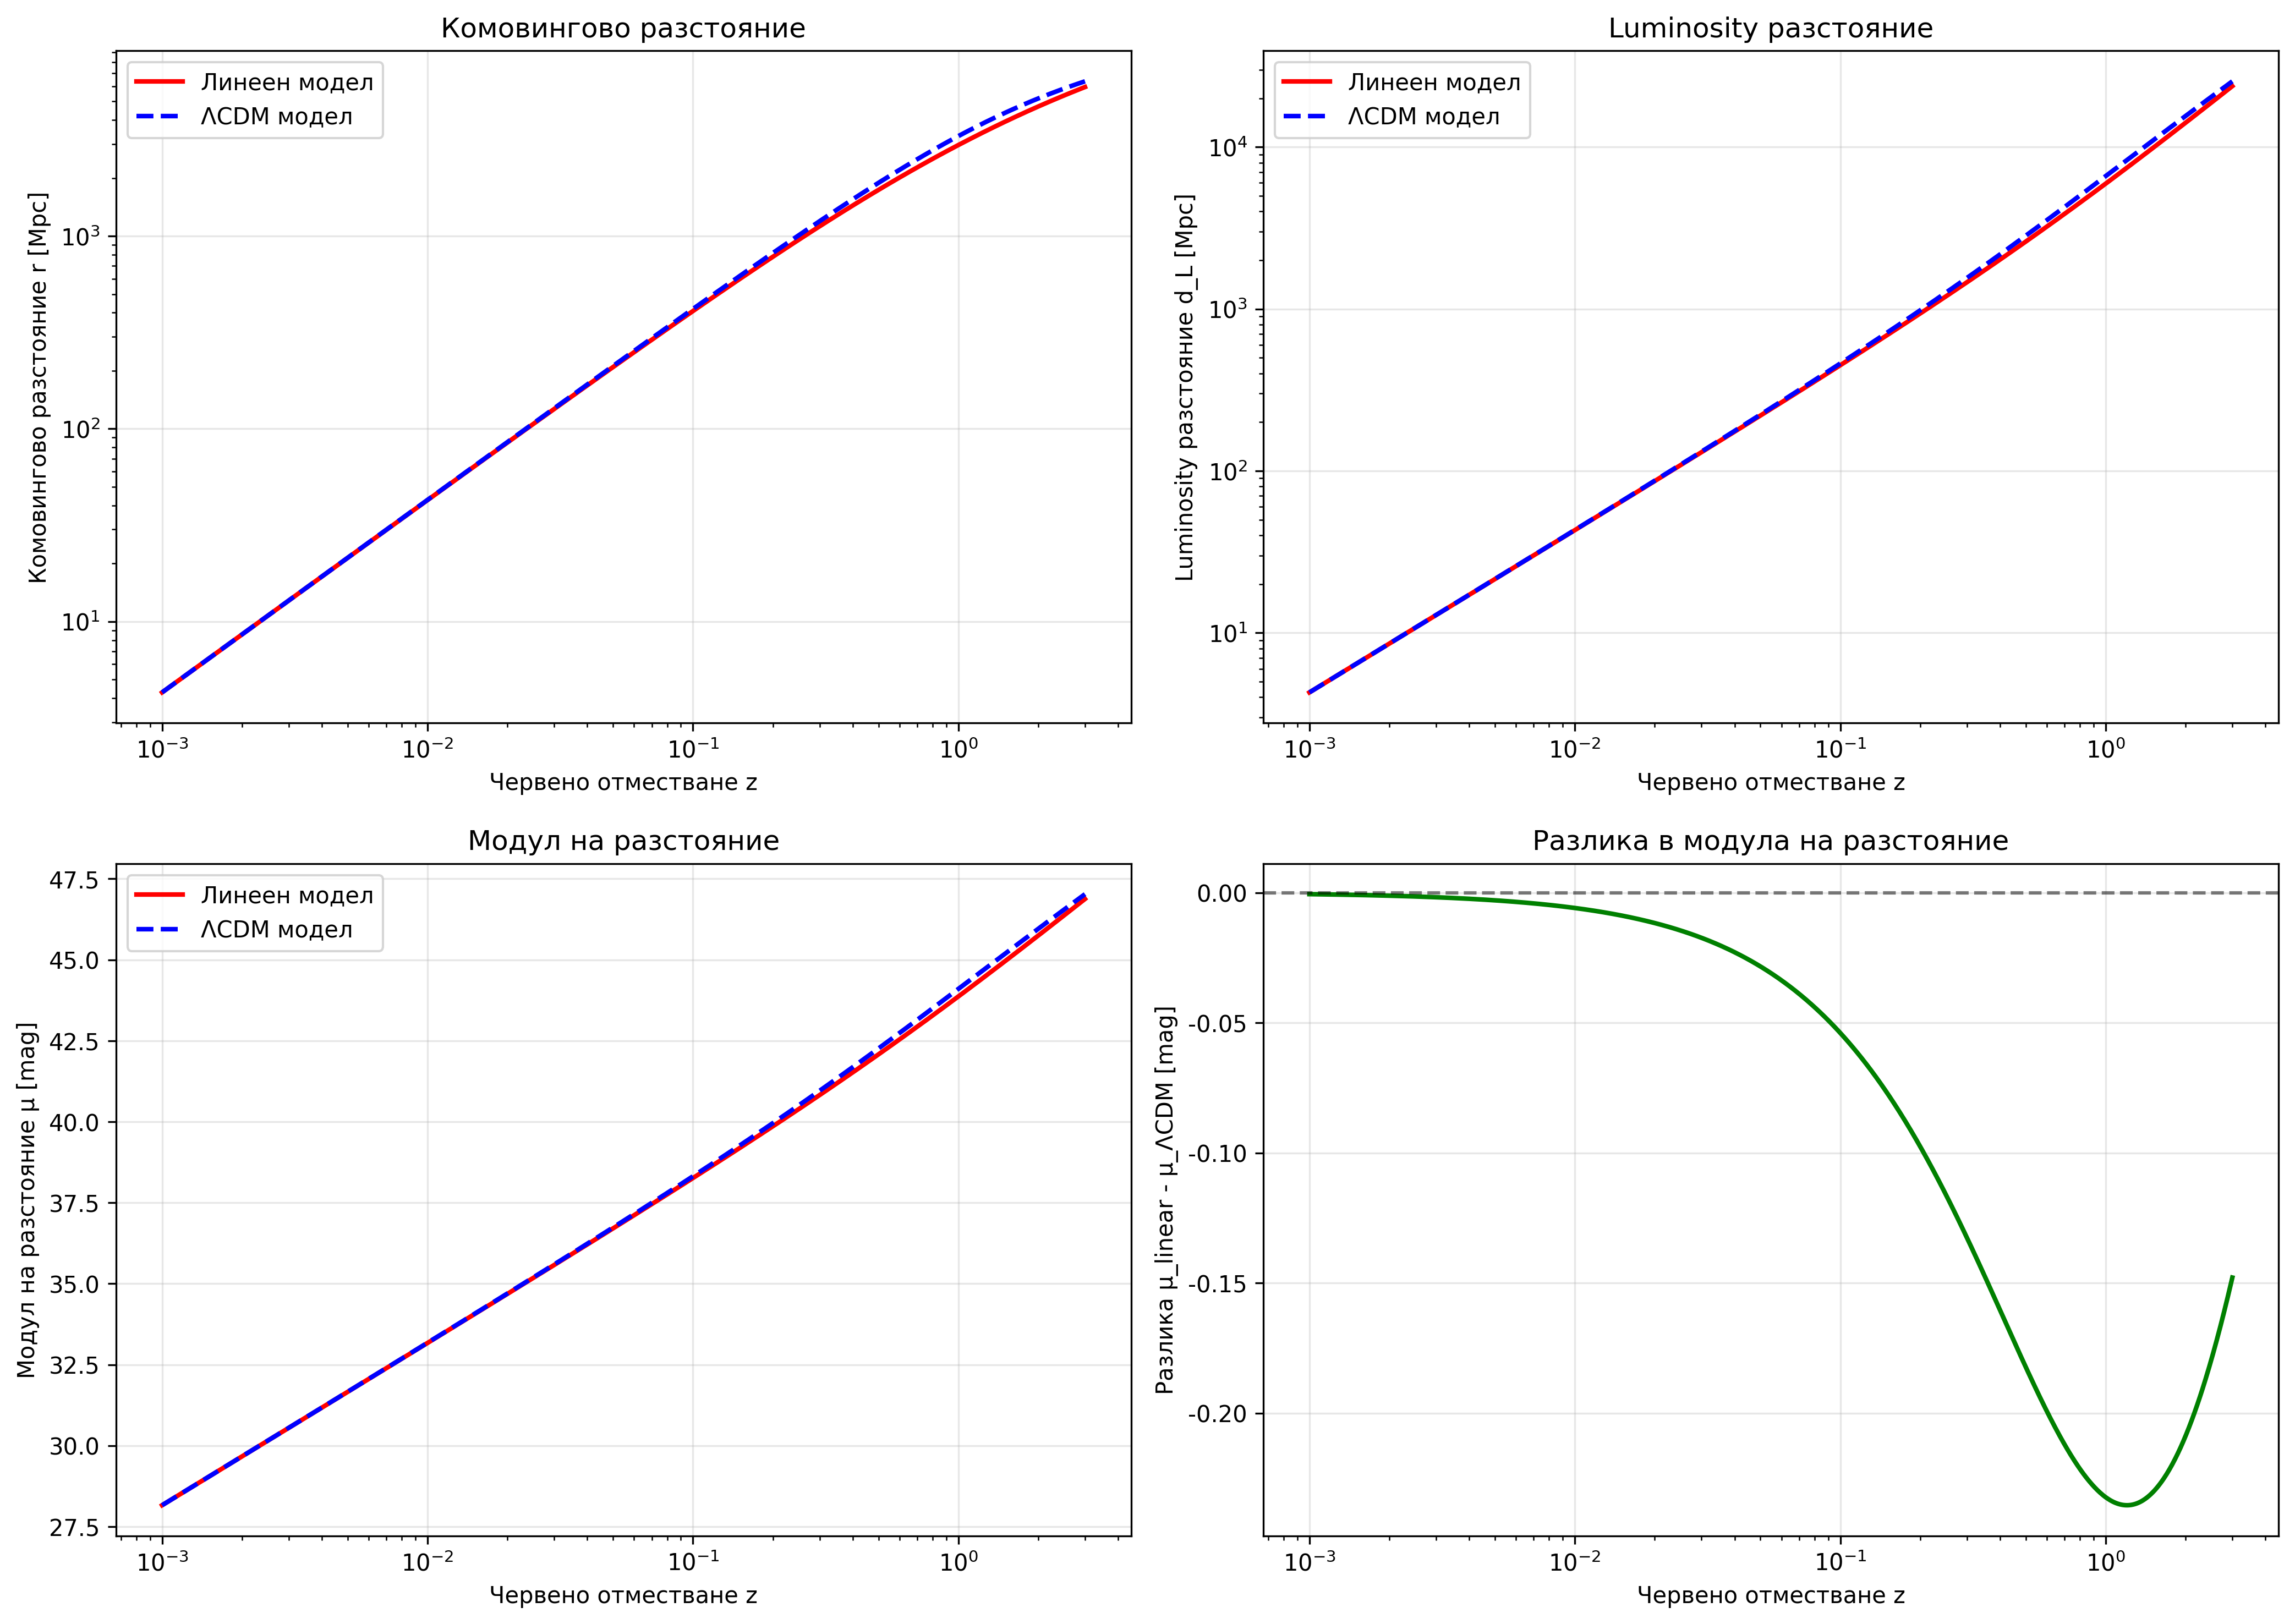 Комовингово разстояние
Линеен модел
ΛCDM модел
Комовингово разстояние r [Mpc]
10³
10²
10¹
10⁻³ 10⁻² 10⁻¹ 10⁰
Червено отместване z
Luminosity разстояние
Линеен модел
ΛCDM модел
Luminosity разстояние d_L [Mpc]
10⁴
10³
10²
10¹
10⁻³ 10⁻² 10⁻¹ 10⁰
Червено отместване z
Модул на разстояние
Линеен модел
ΛCDM модел
Модул на разстояние μ [mag]
47.5
45.0
42.5
40.0
37.5
35.0
32.5
30.0
27.5
10⁻³ 10⁻² 10⁻¹ 10⁰
Червено отместване z
Разлика в модула на разстояние
Разлика μ_linear - μ_ΛCDM [mag]
0.00
-0.05
-0.10
-0.15
-0.20
10⁻³ 10⁻² 10⁻¹ 10⁰
Червено отместване z